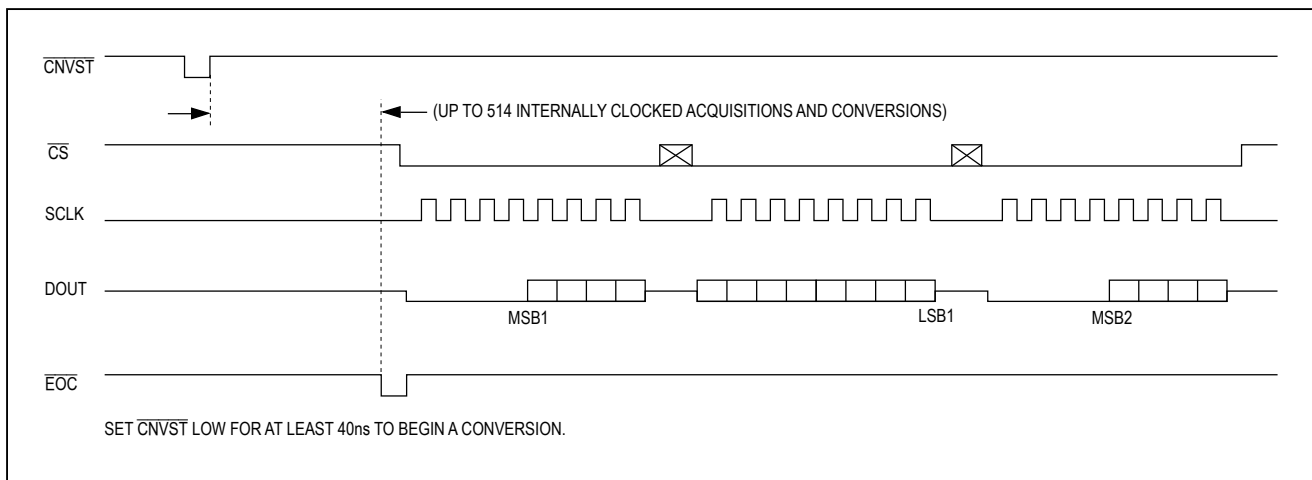 CNVST
(UP TO 514 INTERNALLY CLOCKED ACQUISITIONS AND CONVERSIONS)
CS
SCLK
DOUT
MSB1
LSB1
MSB2
EOC
SET CNVST LOW FOR AT LEAST 40ns TO BEGIN A CONVERSION.